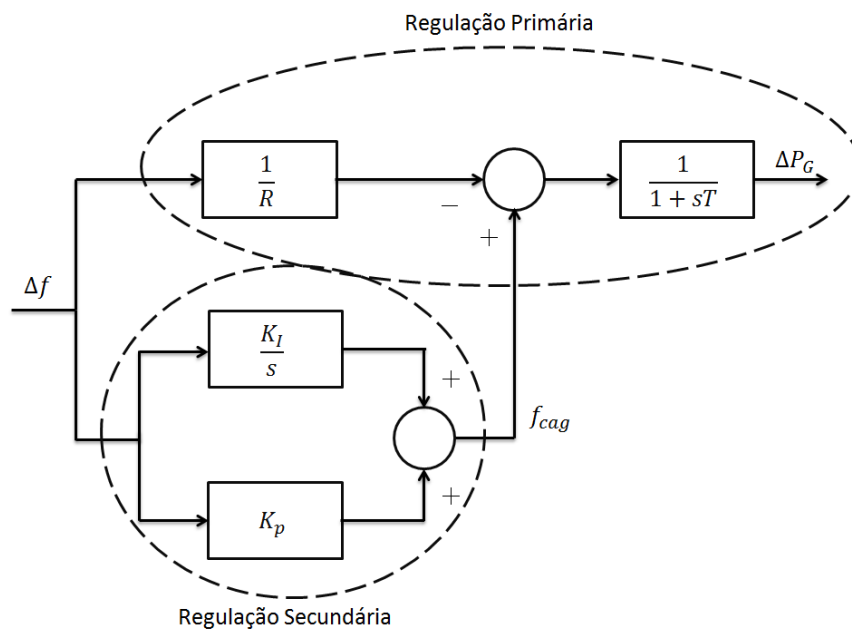 Regulação Primária
1
R
−
+
1
1 + sT
ΔP_G
Δf
K_I
s
+
f_cag
+
K_p
Regulação Secundária